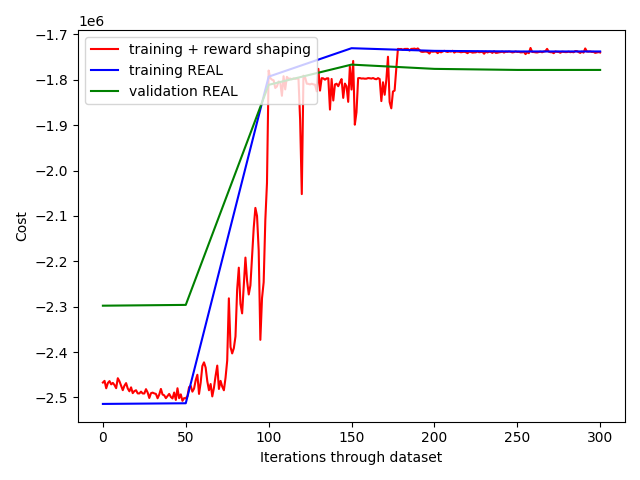 1e6
−1.7
−1.8
−1.9
−2.0
−2.1
−2.2
−2.3
−2.4
−2.5
Cost
training + reward shaping
training REAL
validation REAL
0 50 100 150 200 250 300
Iterations through dataset